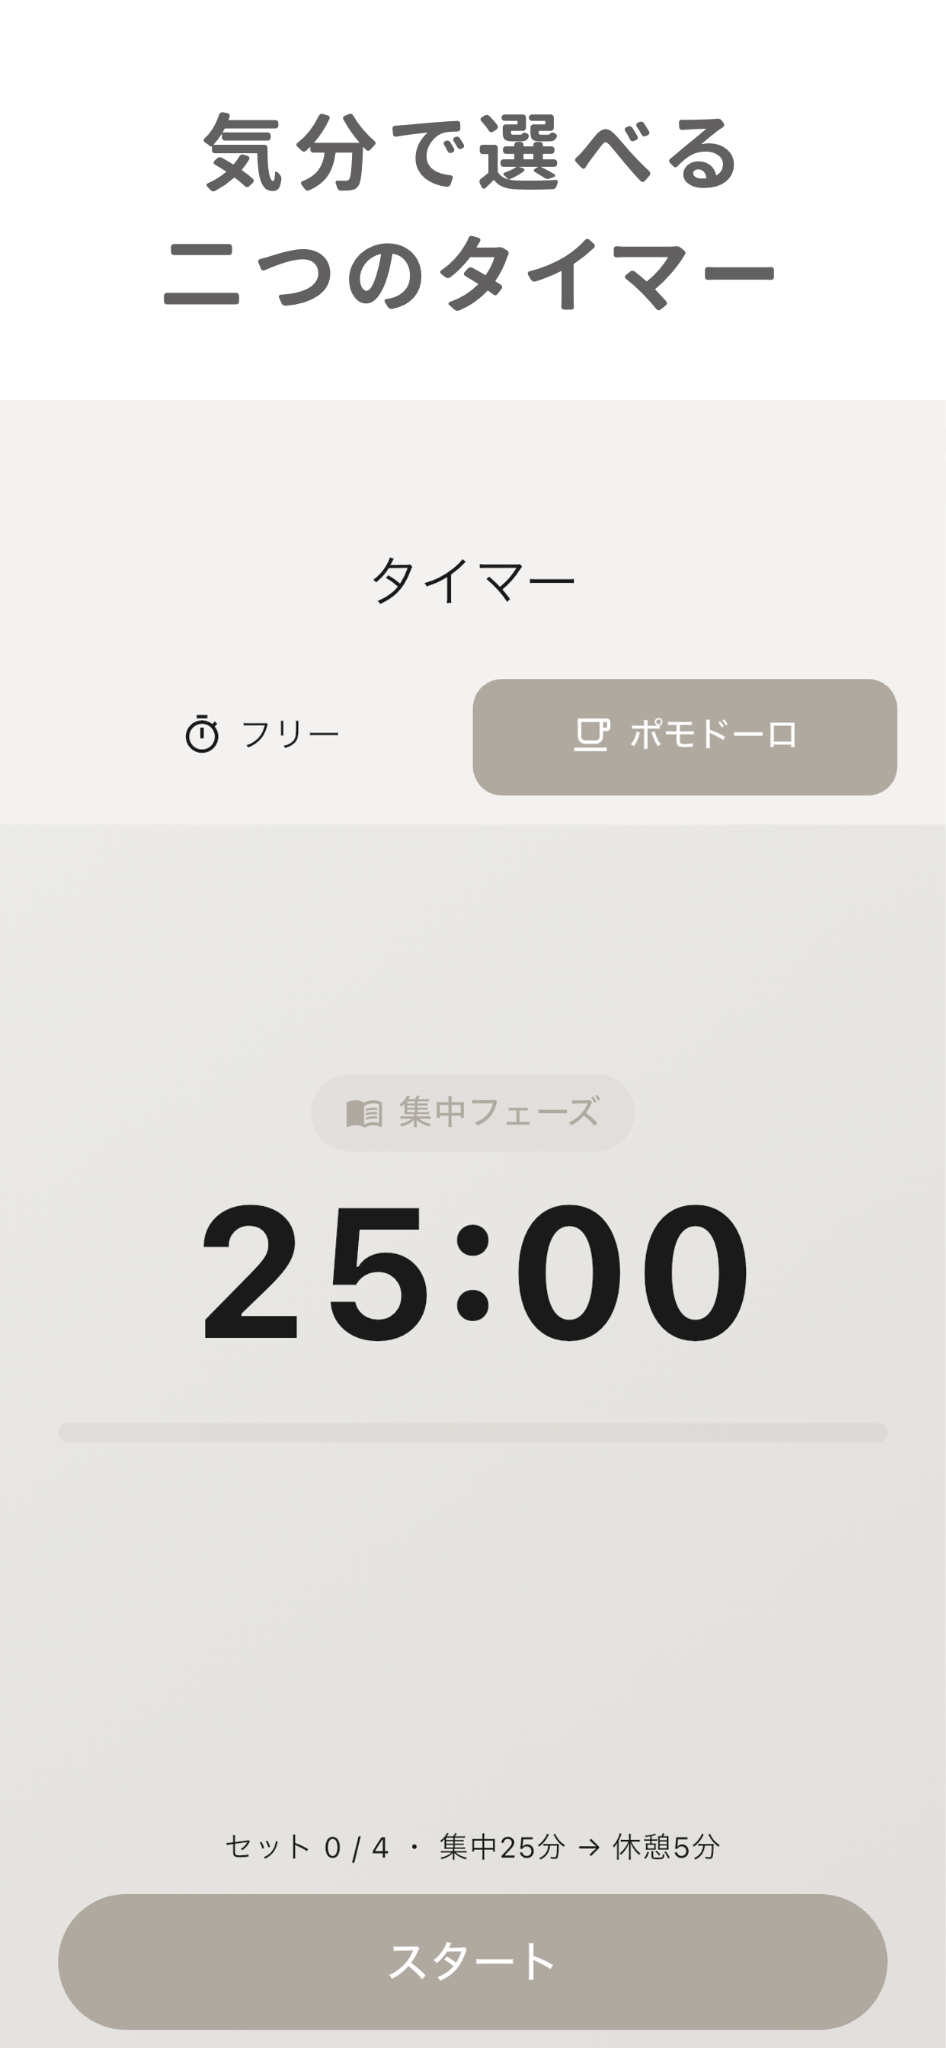 気分で選べる
二つのタイマー
タイマー
フリー
ポモドーロ
集中フェーズ
25:00
セット 0 / 4 ・ 集中25分 → 休憩5分
スタート